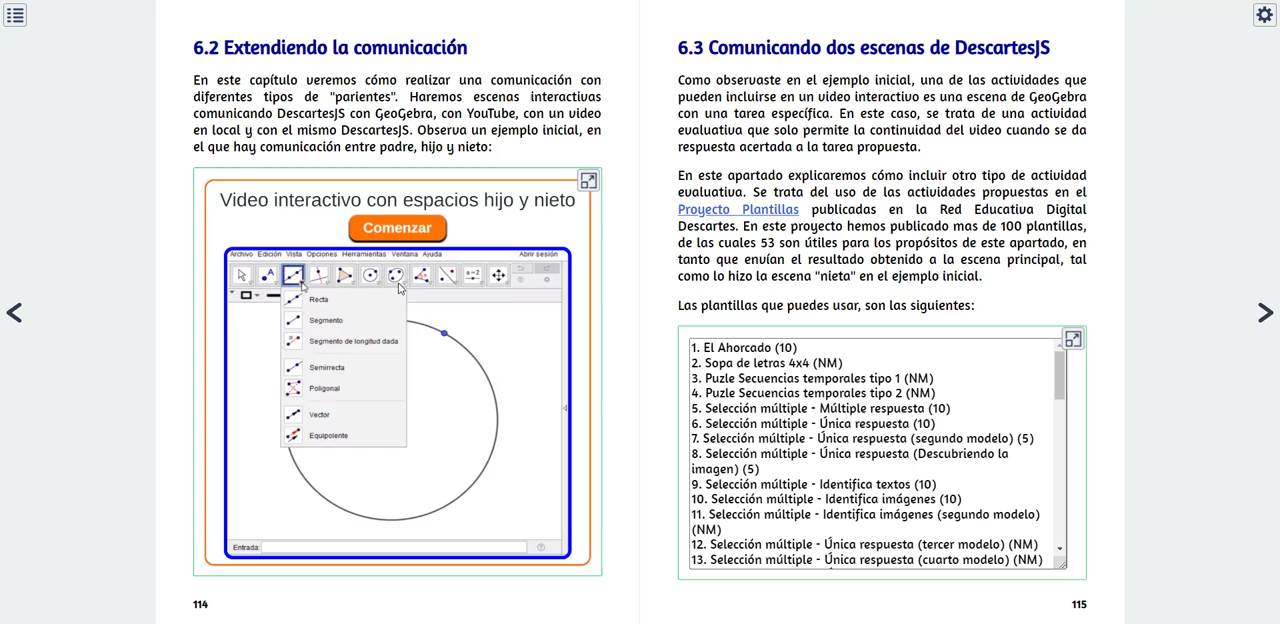 6.2 Extendiendo la comunicación
En este capítulo veremos cómo realizar una comunicación con
diferentes tipos de "parientes". Haremos escenas interactivas
comunicando DescartesJS con GeoGebra, con YouTube, con un video
en local y con el mismo DescartesJS. Observa un ejemplo inicial, en
el que hay comunicación entre padre, hijo y nieto:
Video interactivo con espacios hijo y nieto
Comenzar
Archivo Edición Vista Opciones Herramientas Ventana Ayuda Abrir sesión
A
a=2
Recta
Segmento
Segmento de longitud dada
Semirrecta
Poligonal
Vector
Equipolente
Entrada:
114
6.3 Comunicando dos escenas de DescartesJS
Como observaste en el ejemplo inicial, una de las actividades que
pueden incluirse en un video interactivo es una escena de GeoGebra
con una tarea específica. En este caso, se trata de una actividad
evaluativa que solo permite la continuidad del video cuando se da
respuesta acertada a la tarea propuesta.
En este apartado explicaremos cómo incluir otro tipo de actividad
evaluativa. Se trata del uso de las actividades propuestas en el
Proyecto Plantillas publicadas en la Red Educativa Digital
Descartes. En este proyecto hemos publicado mas de 100 plantillas,
de las cuales 53 son útiles para los propósitos de este apartado, en
tanto que envían el resultado obtenido a la escena principal, tal
como lo hizo la escena "nieta" en el ejemplo inicial.
Las plantillas que puedes usar, son las siguientes:
1. El Ahorcado (10)
2. Sopa de letras 4x4 (NM)
3. Puzle Secuencias temporales tipo 1 (NM)
4. Puzle Secuencias temporales tipo 2 (NM)
5. Selección múltiple - Múltiple respuesta (10)
6. Selección múltiple - Única respuesta (10)
7. Selección múltiple - Única respuesta (segundo modelo) (5)
8. Selección múltiple - Única respuesta (Descubriendo la
imagen) (5)
9. Selección múltiple - Identifica textos (10)
10. Selección múltiple - Identifica imágenes (10)
11. Selección múltiple - Identifica imágenes (segundo modelo)
(NM)
12. Selección múltiple - Única respuesta (tercer modelo) (NM)
13. Selección múltiple - Única respuesta (cuarto modelo) (NM)
115